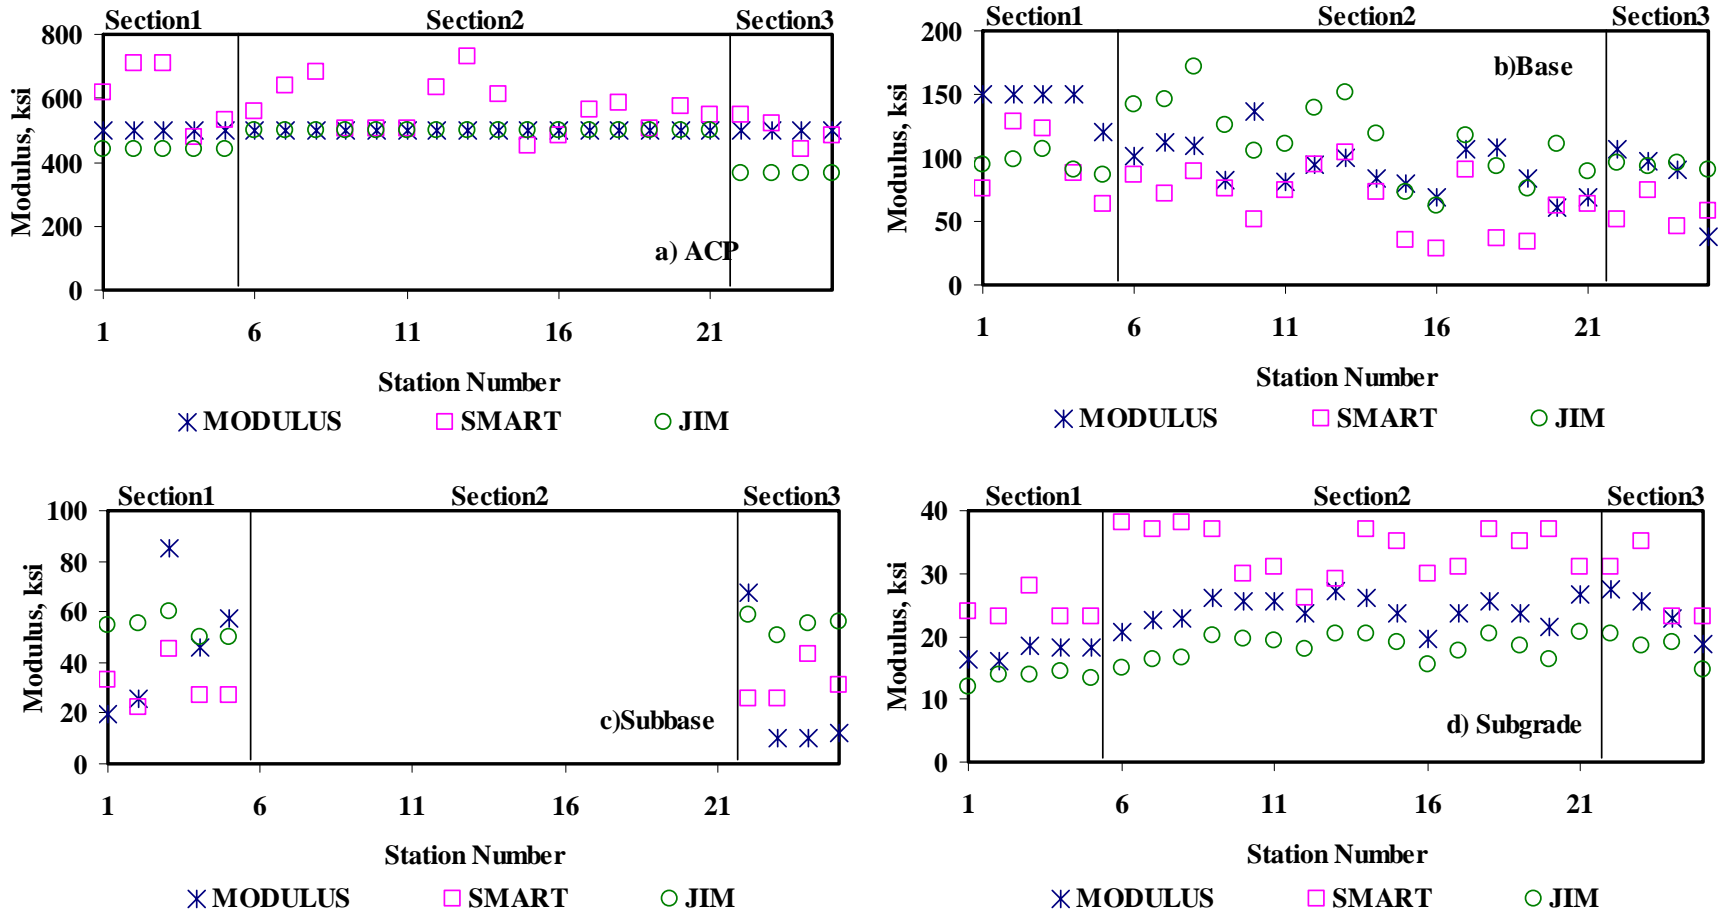 Section1 Section2 Section3
800
600
400
200
0
Modulus, ksi
a) ACP
1 6 11 16 21
Station Number
MODULUS SMART JIM
Section1 Section2 Section3
200
150
100
50
0
Modulus, ksi
b)Base
1 6 11 16 21
Station Number
MODULUS SMART JIM
Section1 Section2 Section3
100
80
60
40
20
0
Modulus, ksi
c)Subbase
1 6 11 16 21
Station Number
MODULUS SMART JIM
Section1 Section2 Section3
40
30
20
10
0
Modulus, ksi
d) Subgrade
1 6 11 16 21
Station Number
MODULUS SMART JIM